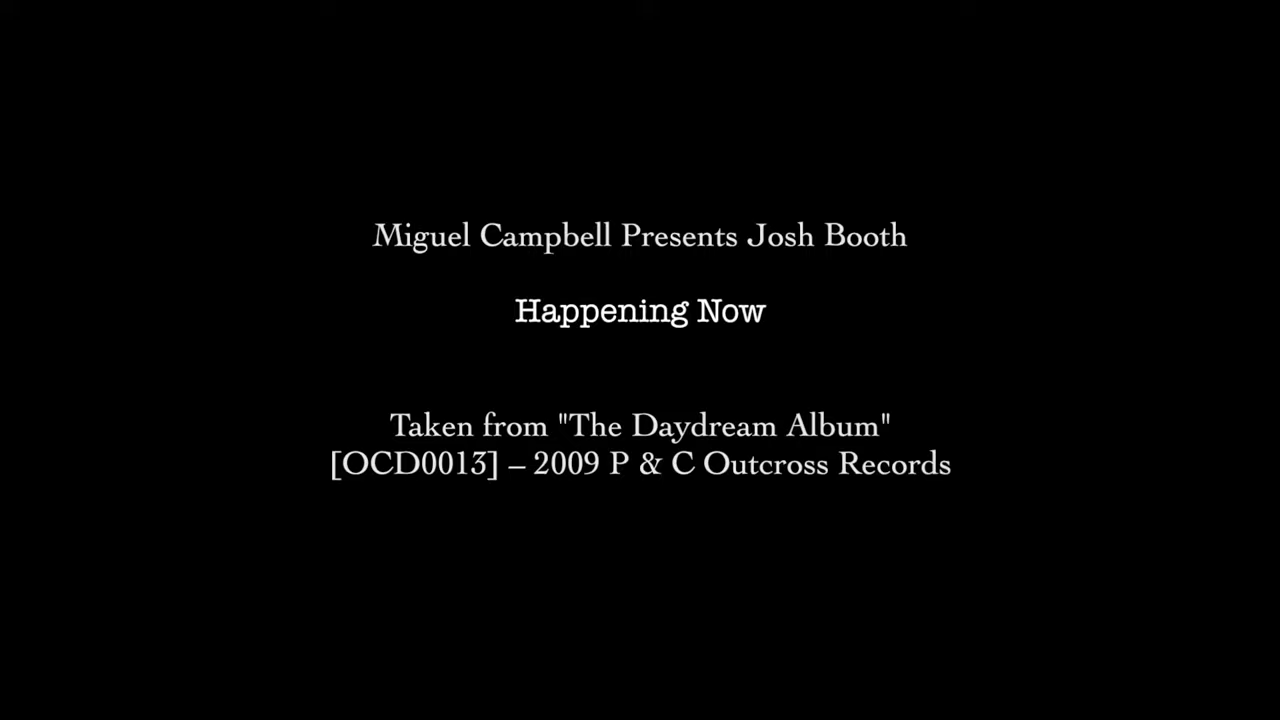 Miguel Campbell Presents Josh Booth
Happening Now
Taken from "The Daydream Album"
[OCD0013] – 2009 P & C Outcross Records